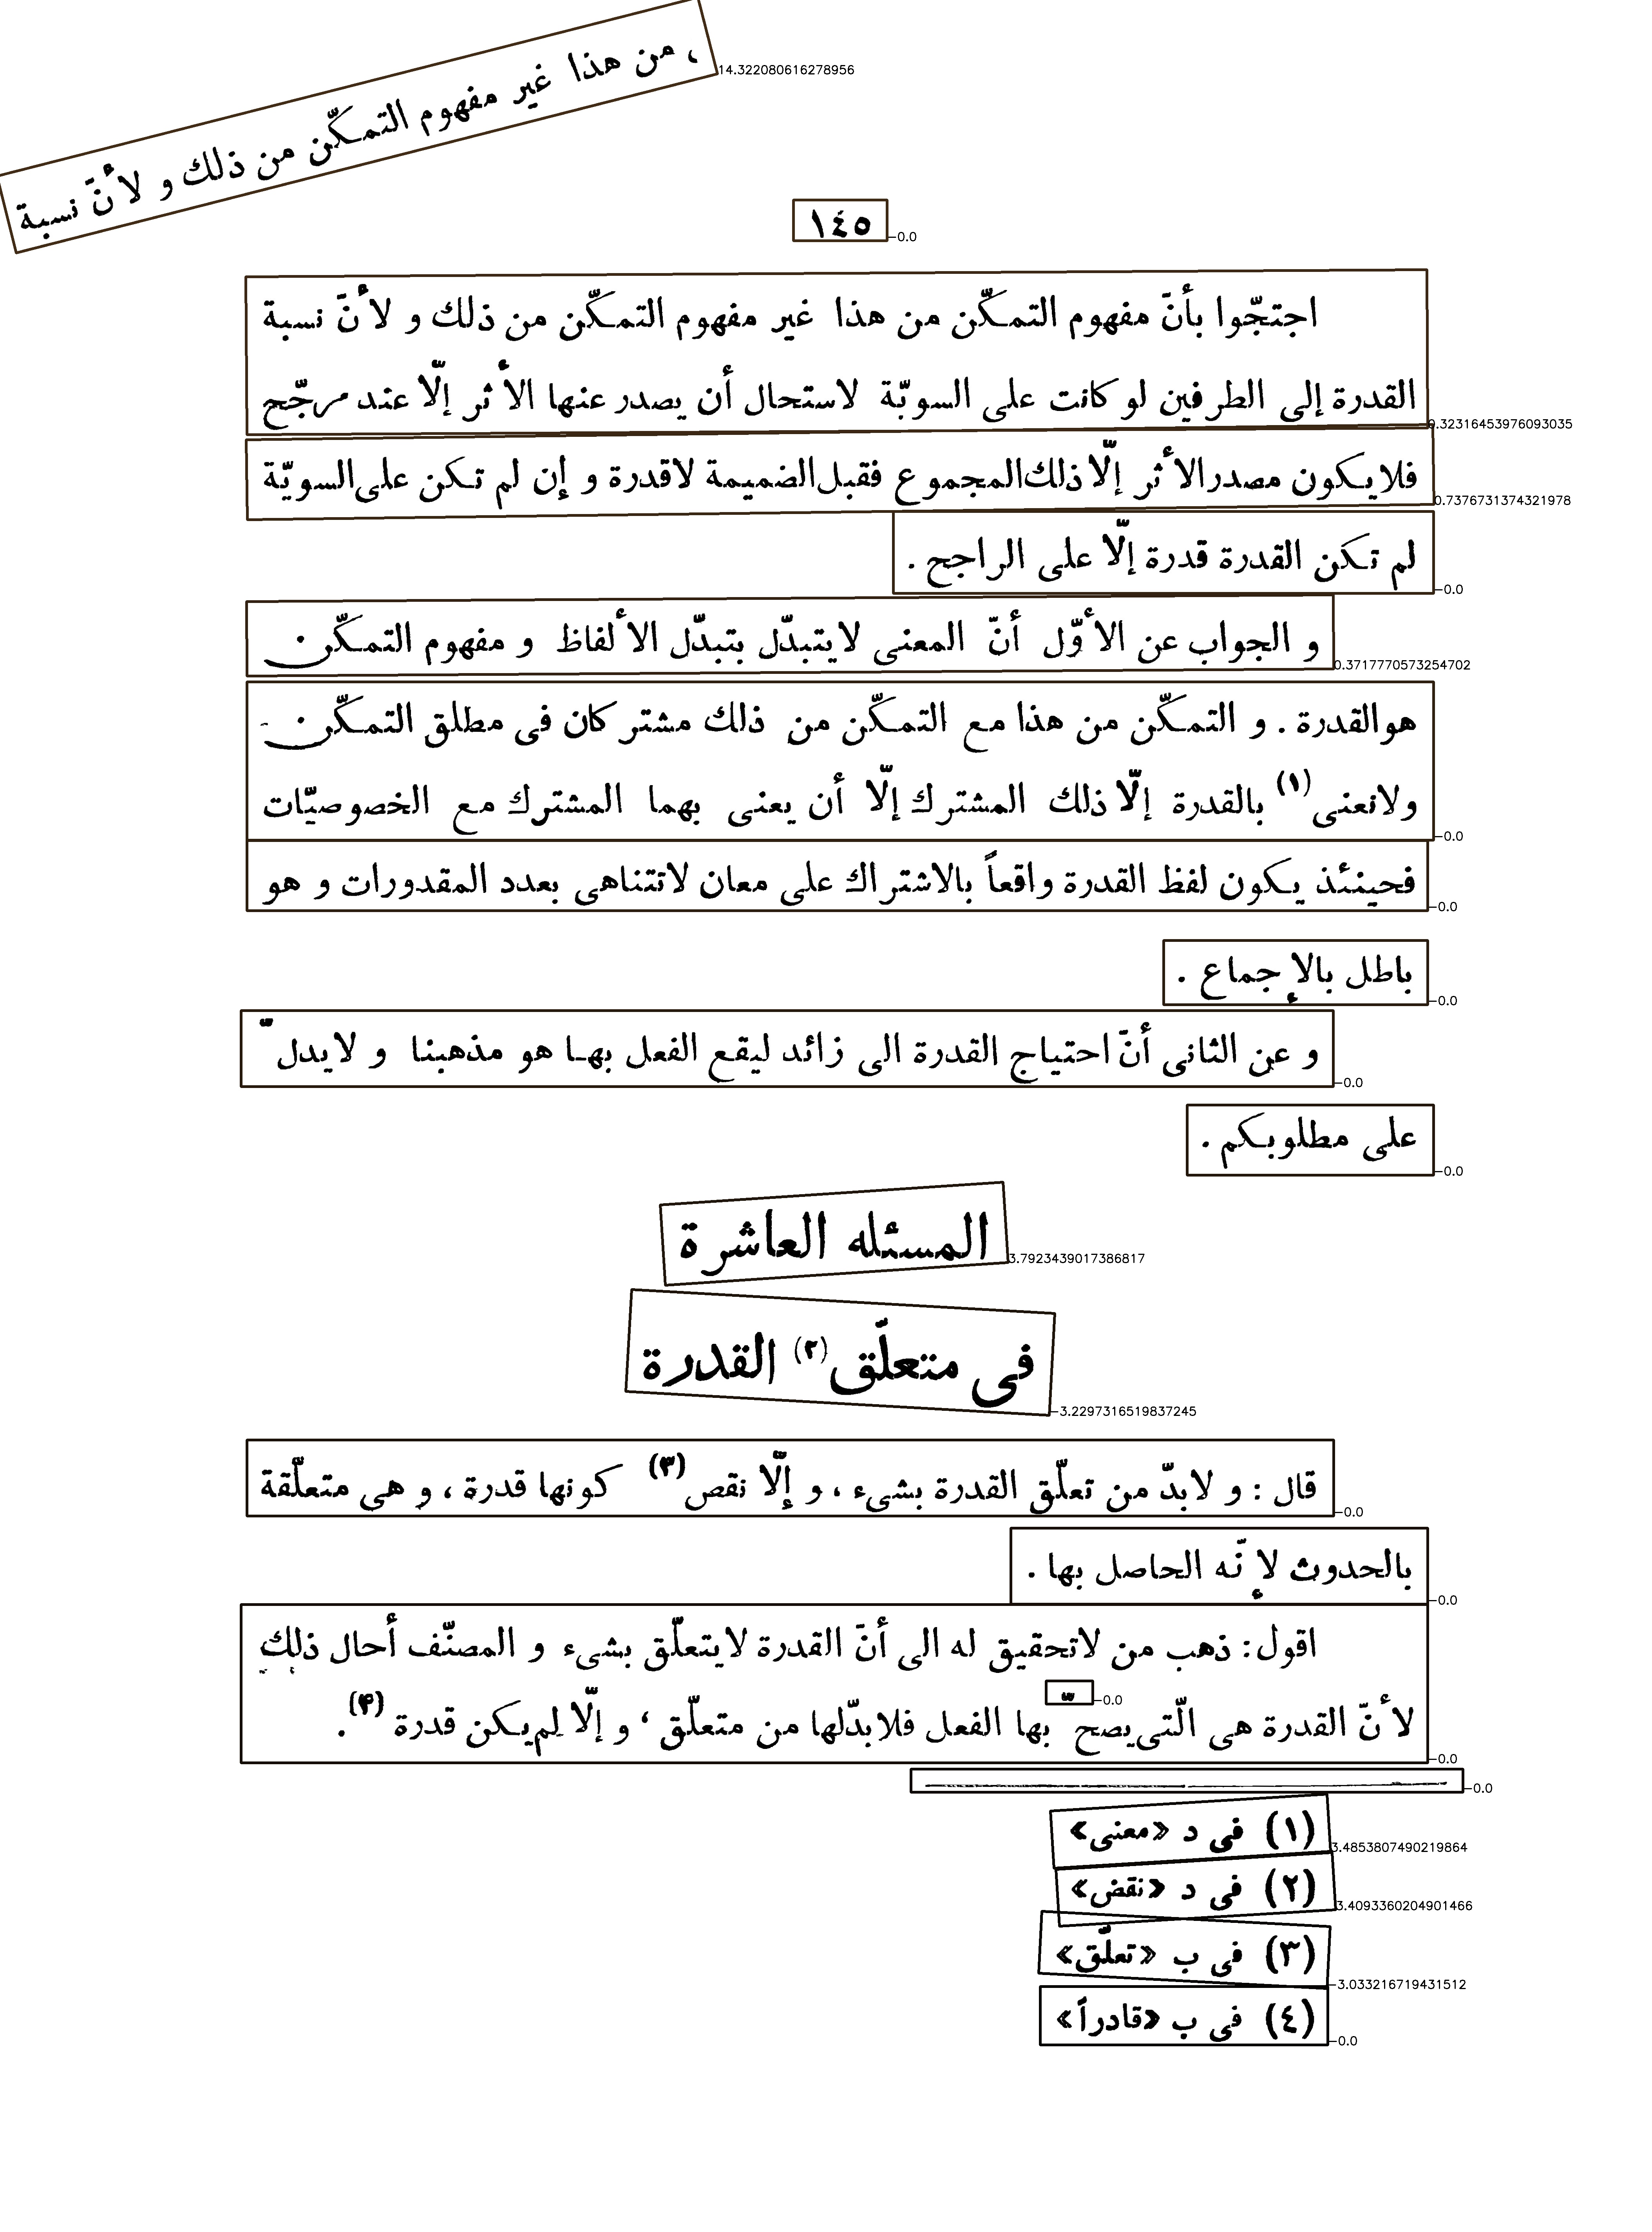 ، من هذا غير مفهوم التمكّن من ذلك و لأنّ نسبة
14.322080616278956
١٤٥
0.0
اجتجّوا بأنّ مفهوم التمكّن من هذا غير مفهوم التمكّن من ذلك و لأنّ نسبة
القدرة إلى الطرفين لو كانت على السويّة لاستحال أن يصدر عنها الأثر إلّا عند مرجّح
0.32316453976093035
فلايكون مصدر الأثر إلّا ذلك المجموع فقبل الضميمة لاقدرة و إن لم تكن على السويّة
0.7376731374321978
لم تكن القدرة قدرة إلّا على الراجح .
0.0
و الجواب عن الأوّل أنّ المعنى لايتبدّل بتبدّل الألفاظ و مفهوم التمكّن
0.3717770573254702
هو القدرة . و التمكّن من هذا مع التمكّن من ذلك مشتركان فى مطلق التمكّن
ولانعنى(١) بالقدرة إلّا ذلك المشترك إلّا أن يعنى بهما المشترك مع الخصوصيّات
0.0
فحينئذ يكون لفظ القدرة واقعاً بالاشتراك على معان لاتتناهى بعدد المقدورات و هو
0.0
باطل بالإجماع .
0.0
و عن الثانى أنّ احتياج القدرة الى زائد ليقع الفعل بها هو مذهبنا و لايدلّ
0.0
على مطلوبكم .
0.0
المسئله العاشرة
3.7923439017386817
فى متعلّق(٢) القدرة
-3.2297316519837245
قال : و لابدّ من تعلّق القدرة بشىء ، و إلّا نقص(٣) كونها قدرة ، و هى متعلّقة
0.0
بالحدوث لإنّه الحاصل بها .
0.0
اقول : ذهب من لاتحقيق له الى أنّ القدرة لايتعلّق بشىء و المصنّف أحال ذلك
0.0
لأنّ القدرة هى الّتى يصحّ بها الفعل فلابدّلها من متعلّق ، و إلّا لم يكن قدرة(۴) .
0.0
0.0
(١) فى د «معنى»
3.4853807490219864
(٢) فى د «نقض»
3.4093360204901466
(٣) فى ب «تعلّق»
-3.033216719431512
(٤) فى ب «قادراً»
0.0